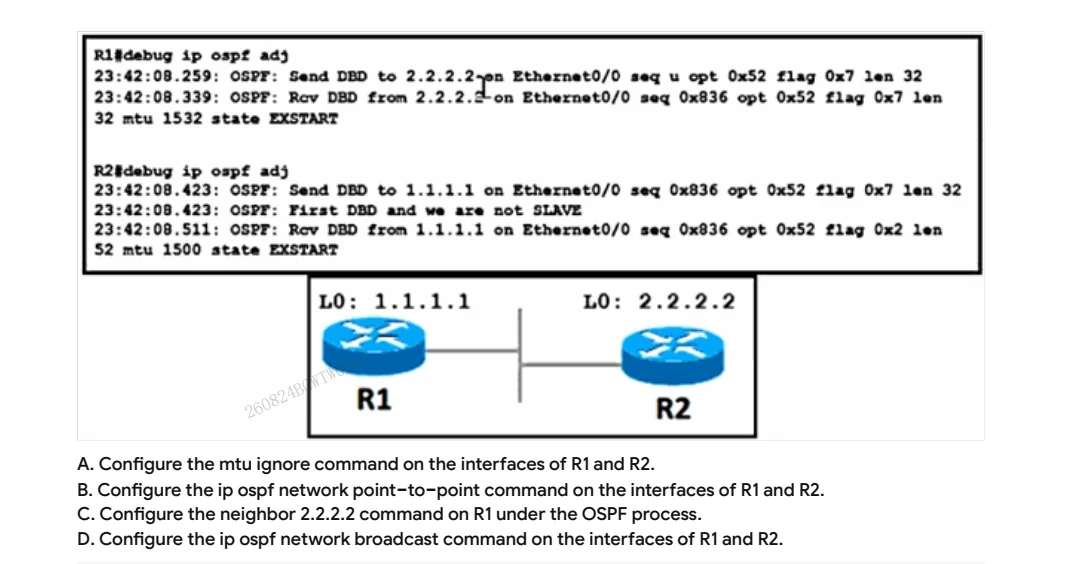 R1#debug ip ospf adj
23:42:08.259: OSPF: Send DBD to 2.2.2.2 on Ethernet0/0 seq u opt 0x52 flag 0x7 len 32
23:42:08.339: OSPF: Rcv DBD from 2.2.2.2 on Ethernet0/0 seq 0x836 opt 0x52 flag 0x7 len
32 mtu 1532 state EXSTART
R2#debug ip ospf adj
23:42:08.423: OSPF: Send DBD to 1.1.1.1 on Ethernet0/0 seq 0x836 opt 0x52 flag 0x7 len 32
23:42:08.423: OSPF: First DBD and we are not SLAVE
23:42:08.511: OSPF: Rcv DBD from 1.1.1.1 on Ethernet0/0 seq 0x836 opt 0x52 flag 0x2 len
52 mtu 1500 state EXSTART
L0: 1.1.1.1 L0: 2.2.2.2
R1
R2
A. Configure the mtu ignore command on the interfaces of R1 and R2.
B. Configure the ip ospf network point-to-point command on the interfaces of R1 and R2.
C. Configure the neighbor 2.2.2.2 command on R1 under the OSPF process.
D. Configure the ip ospf network broadcast command on the interfaces of R1 and R2.